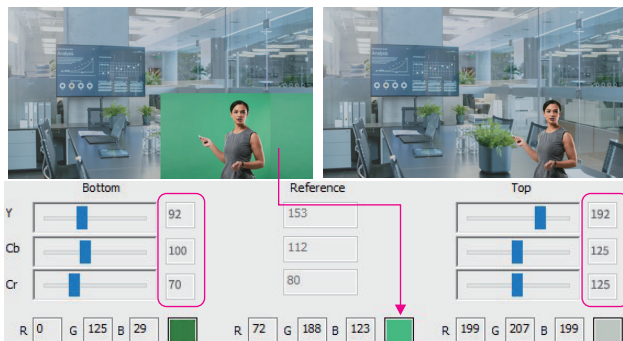 Analysis
Bottom Reference Top
Y 92 153 192
Cb 100 112 125
Cr 70 80 125
R 0 G 125 B 29 R 72 G 188 B 123 R 199 G 207 B 199